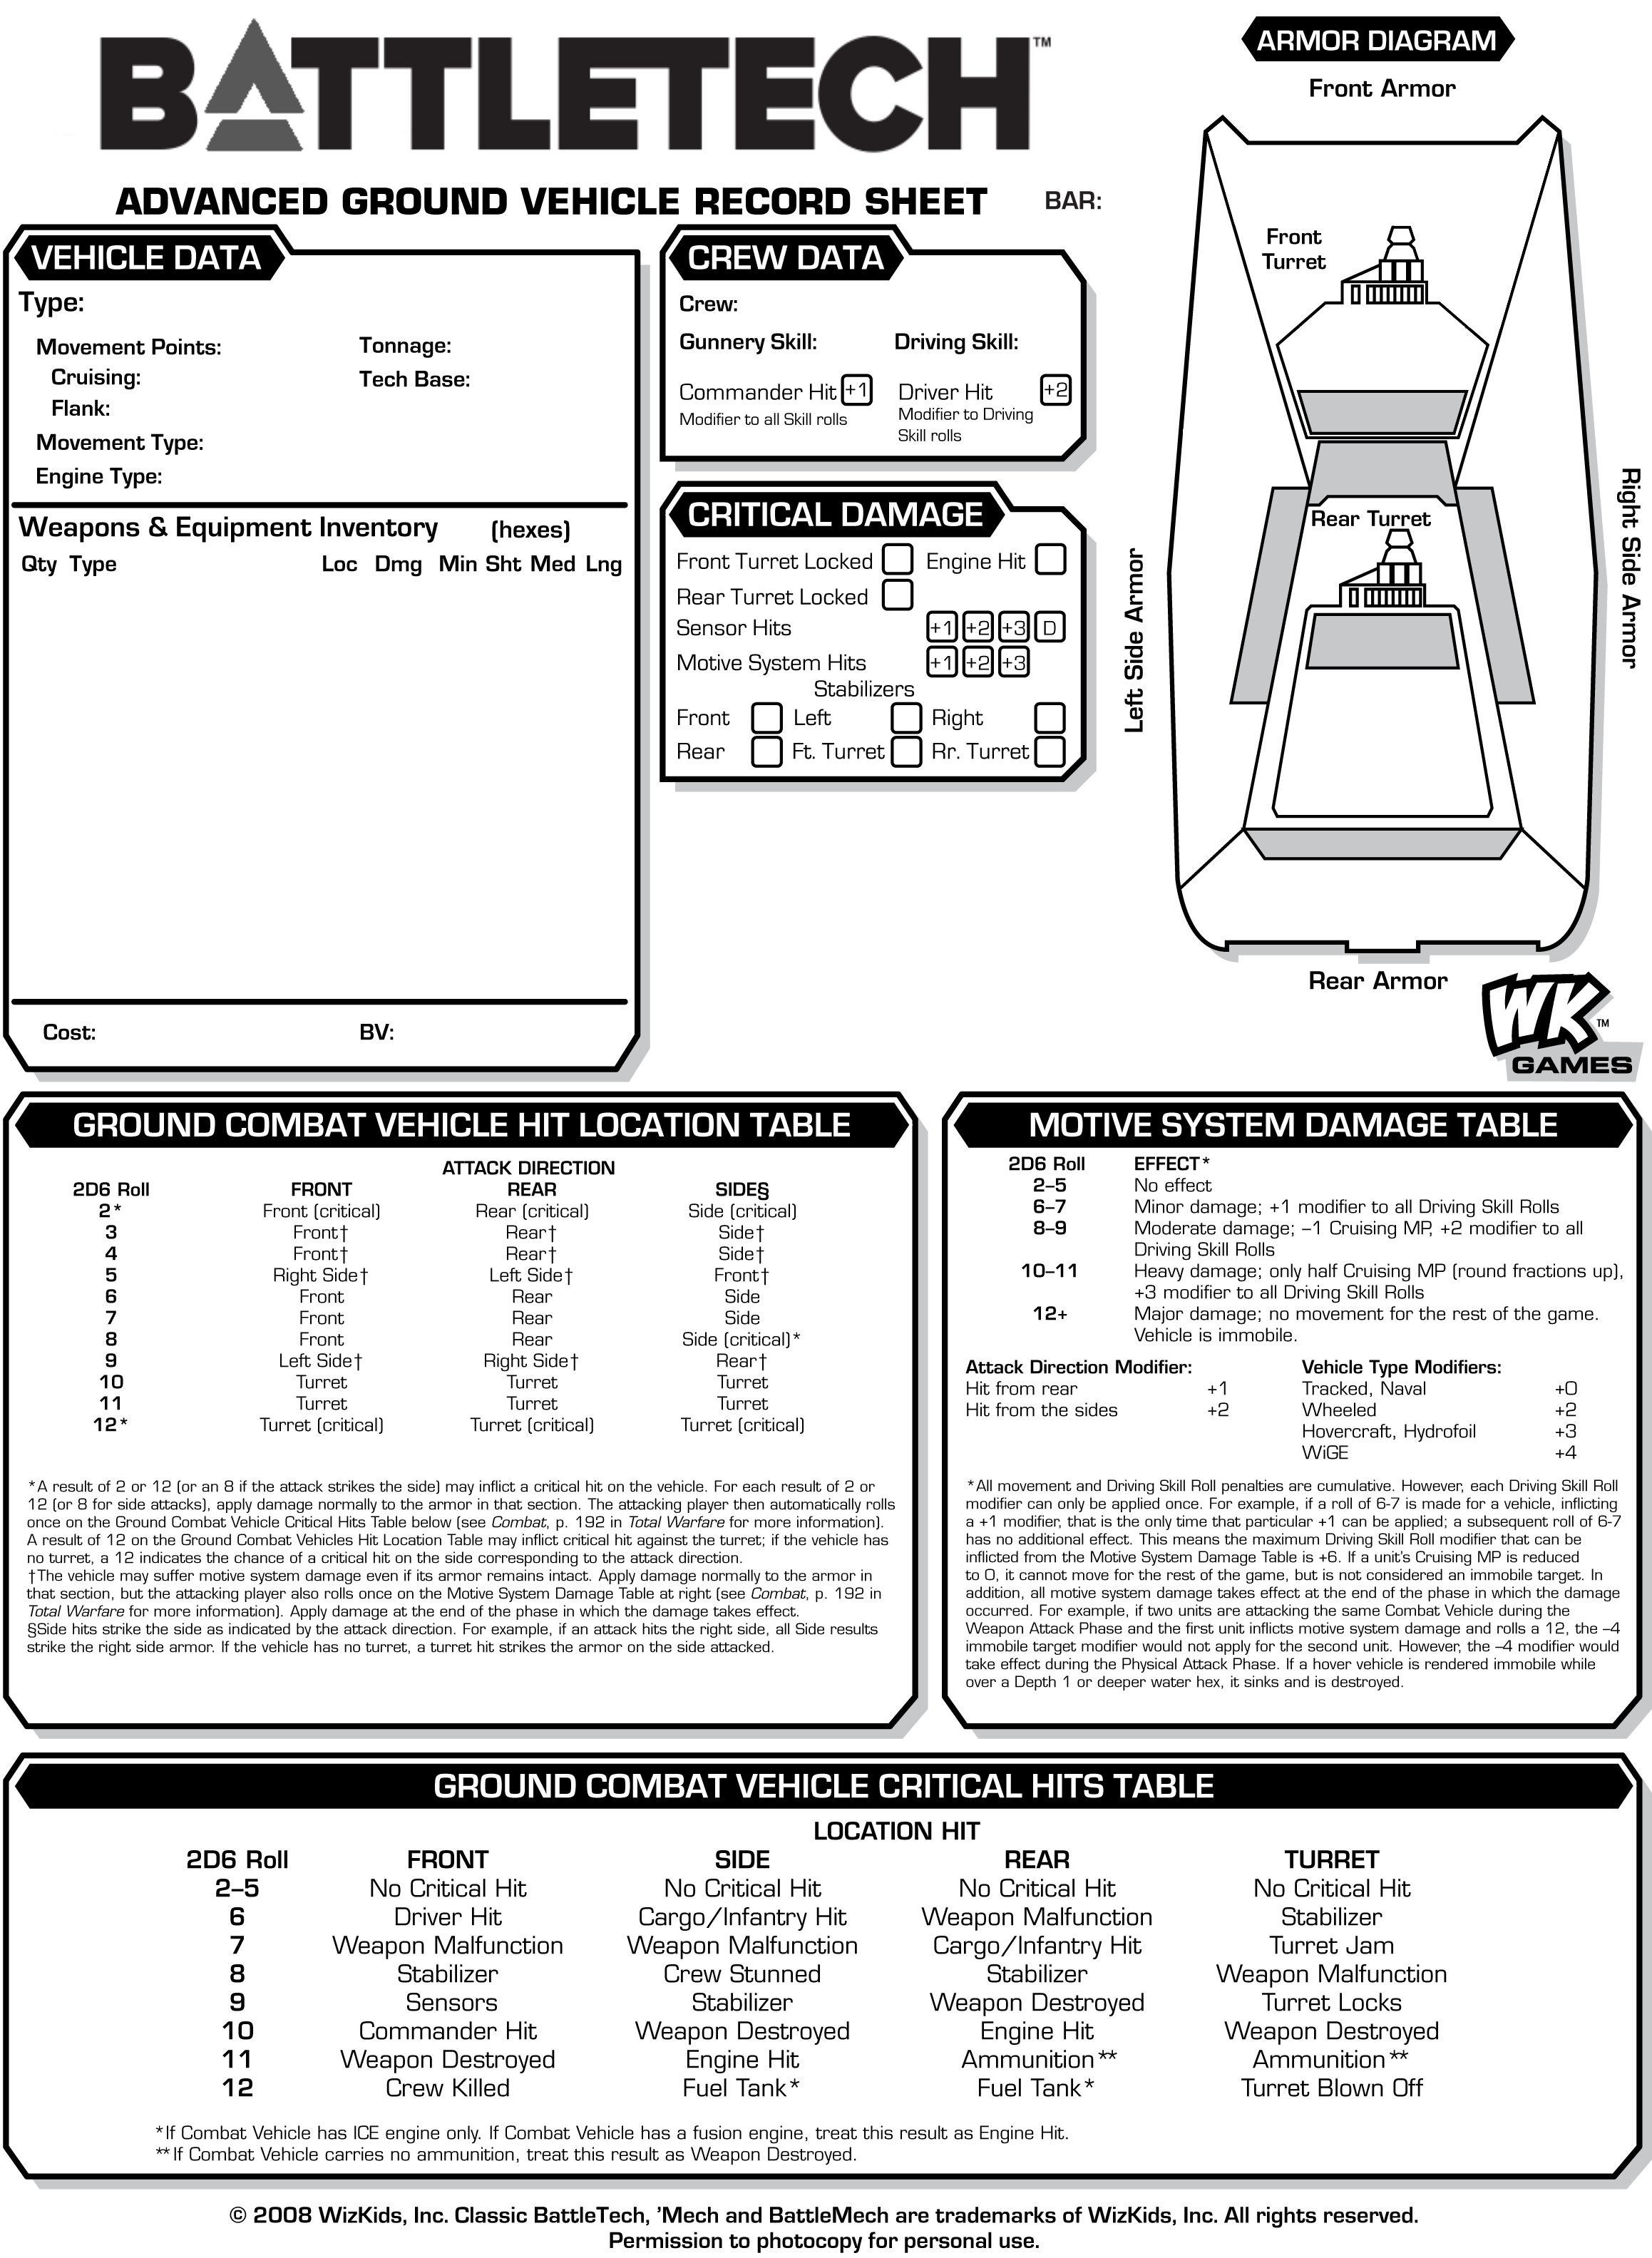 BATTLETECH™
ADVANCED GROUND VEHICLE RECORD SHEET
BAR:
VEHICLE DATA
Type:
Movement Points:
Tonnage:
Cruising:
Tech Base:
Flank:
Movement Type:
Engine Type:
Weapons & Equipment Inventory (hexes)
Qty Type Loc Dmg Min Sht Med Lng
Cost: BV:
CREW DATA
Crew:
Gunnery Skill: Driving Skill:
Commander Hit +1 Driver Hit +2
Modifier to all Skill rolls
Modifier to Driving
Skill rolls
CRITICAL DAMAGE
Front Turret Locked Engine Hit
Rear Turret Locked
Sensor Hits +1 +2 +3 D
Motive System Hits +1 +2 +3
Stabilizers
Front Left Right
Rear Ft. Turret Rr. Turret
ARMOR DIAGRAM
Front Armor
Front
Turret
Rear Turret
Left Side Armor
Right Side Armor
Rear Armor
WK™
GAMES
GROUND COMBAT VEHICLE HIT LOCATION TABLE
ATTACK DIRECTION
2D6 Roll FRONT REAR SIDE§
2* Front (critical) Rear (critical) Side (critical)
3 Front† Rear† Side†
4 Front† Rear† Side†
5 Right Side† Left Side† Front†
6 Front Rear Side
7 Front Rear Side
8 Front Rear Side (critical)*
9 Left Side† Right Side† Rear†
10 Turret Turret Turret
11 Turret Turret Turret
12* Turret (critical) Turret (critical) Turret (critical)
*A result of 2 or 12 (or an 8 if the attack strikes the side) may inflict a critical hit on the vehicle. For each result of 2 or
12 (or 8 for side attacks), apply damage normally to the armor in that section. The attacking player then automatically rolls
once on the Ground Combat Vehicle Critical Hits Table below (see Combat, p. 192 in Total Warfare for more information).
A result of 12 on the Ground Combat Vehicles Hit Location Table may inflict critical hit against the turret; if the vehicle has
no turret, a 12 indicates the chance of a critical hit on the side corresponding to the attack direction.
†The vehicle may suffer motive system damage even if its armor remains intact. Apply damage normally to the armor in
that section, but the attacking player also rolls once on the Motive System Damage Table at right (see Combat, p. 192 in
Total Warfare for more information). Apply damage at the end of the phase in which the damage takes effect.
§Side hits strike the side as indicated by the attack direction. For example, if an attack hits the right side, all Side results
strike the right side armor. If the vehicle has no turret, a turret hit strikes the armor on the side attacked.
MOTIVE SYSTEM DAMAGE TABLE
2D6 Roll EFFECT*
2–5 No effect
6–7 Minor damage; +1 modifier to all Driving Skill Rolls
8–9 Moderate damage; –1 Cruising MP, +2 modifier to all
Driving Skill Rolls
10–11 Heavy damage; only half Cruising MP (round fractions up),
+3 modifier to all Driving Skill Rolls
12+ Major damage; no movement for the rest of the game.
Vehicle is immobile.
Attack Direction Modifier: Vehicle Type Modifiers:
Hit from rear +1 Tracked, Naval +0
Hit from the sides +2 Wheeled +2
Hovercraft, Hydrofoil +3
WiGE +4
*All movement and Driving Skill Roll penalties are cumulative. However, each Driving Skill Roll
modifier can only be applied once. For example, if a roll of 6-7 is made for a vehicle, inflicting
a +1 modifier, that is the only time that particular +1 can be applied; a subsequent roll of 6-7
has no additional effect. This means the maximum Driving Skill Roll modifier that can be
inflicted from the Motive System Damage Table is +6. If a unit's Cruising MP is reduced
to 0, it cannot move for the rest of the game, but is not considered an immobile target. In
addition, all motive system damage takes effect at the end of the phase in which the damage
occurred. For example, if two units are attacking the same Combat Vehicle during the
Weapon Attack Phase and the first unit inflicts motive system damage and rolls a 12, the –4
immobile target modifier would not apply for the second unit. However, the –4 modifier would
take effect during the Physical Attack Phase. If a hover vehicle is rendered immobile while
over a Depth 1 or deeper water hex, it sinks and is destroyed.
GROUND COMBAT VEHICLE CRITICAL HITS TABLE
LOCATION HIT
2D6 Roll FRONT SIDE REAR TURRET
2–5 No Critical Hit No Critical Hit No Critical Hit No Critical Hit
6 Driver Hit Cargo/Infantry Hit Weapon Malfunction Stabilizer
7 Weapon Malfunction Weapon Malfunction Cargo/Infantry Hit Turret Jam
8 Stabilizer Crew Stunned Stabilizer Weapon Malfunction
9 Sensors Stabilizer Weapon Destroyed Turret Locks
10 Commander Hit Weapon Destroyed Engine Hit Weapon Destroyed
11 Weapon Destroyed Engine Hit Ammunition** Ammunition**
12 Crew Killed Fuel Tank* Fuel Tank* Turret Blown Off
*If Combat Vehicle has ICE engine only. If Combat Vehicle has a fusion engine, treat this result as Engine Hit.
**If Combat Vehicle carries no ammunition, treat this result as Weapon Destroyed.
© 2008 WizKids, Inc. Classic BattleTech, 'Mech and BattleMech are trademarks of WizKids, Inc. All rights reserved.
Permission to photocopy for personal use.